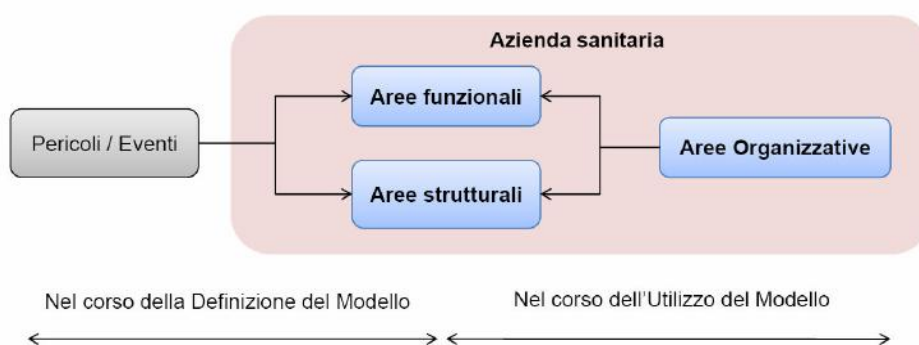 Azienda sanitaria
Aree funzionali
Pericoli / Eventi
Aree Organizzative
Aree strutturali
Nel corso della Definizione del Modello
Nel corso dell'Utilizzo del Modello